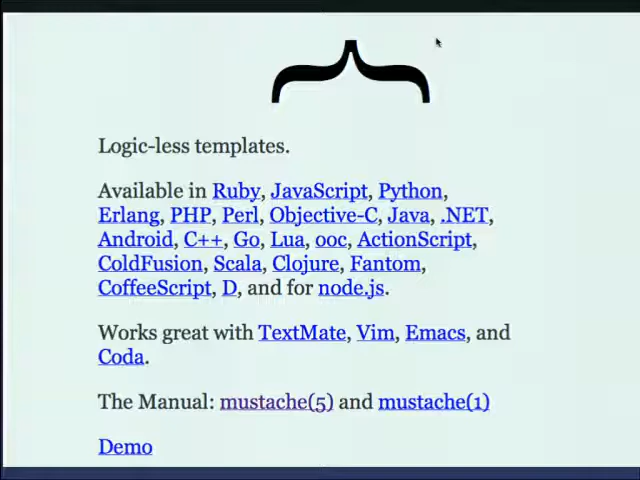 Logic-less templates.
Available in Ruby, JavaScript, Python,
Erlang, PHP, Perl, Objective-C, Java, .NET,
Android, C++, Go, Lua, ooc, ActionScript,
ColdFusion, Scala, Clojure, Fantom,
CoffeeScript, D, and for node.js.
Works great with TextMate, Vim, Emacs, and
Coda.
The Manual: mustache(5) and mustache(1)
Demo